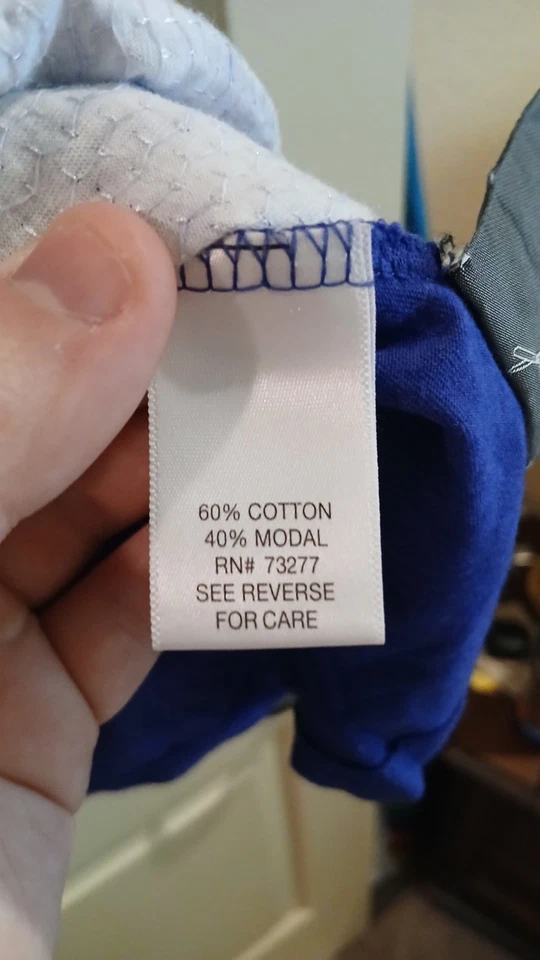 60% COTTON
40% MODAL
RN# 73277
SEE REVERSE
FOR CARE